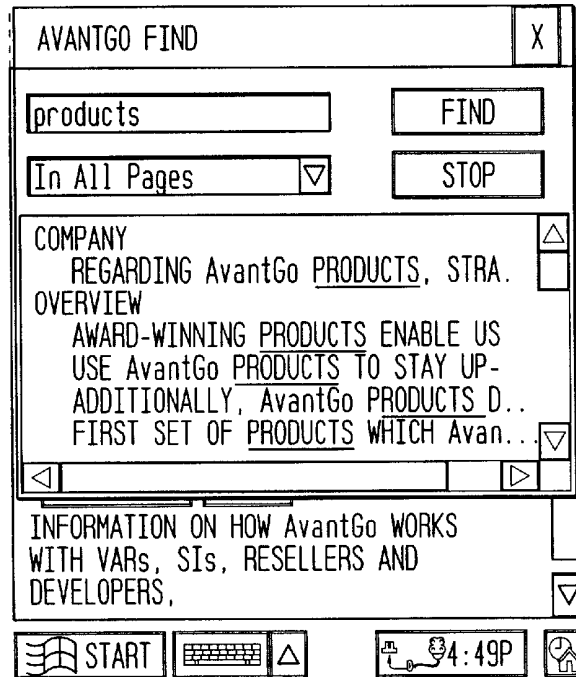 AVANTGO FIND X
products FIND
In All Pages STOP
COMPANY
REGARDING AvantGo PRODUCTS, STRA.
OVERVIEW
AWARD-WINNING PRODUCTS ENABLE US
USE AvantGo PRODUCTS TO STAY UP-
ADDITIONALLY, AvantGo PRODUCTS D..
FIRST SET OF PRODUCTS WHICH Avan...
INFORMATION ON HOW AvantGo WORKS
WITH VARs, SIs, RESELLERS AND
DEVELOPERS,
START 4:49P